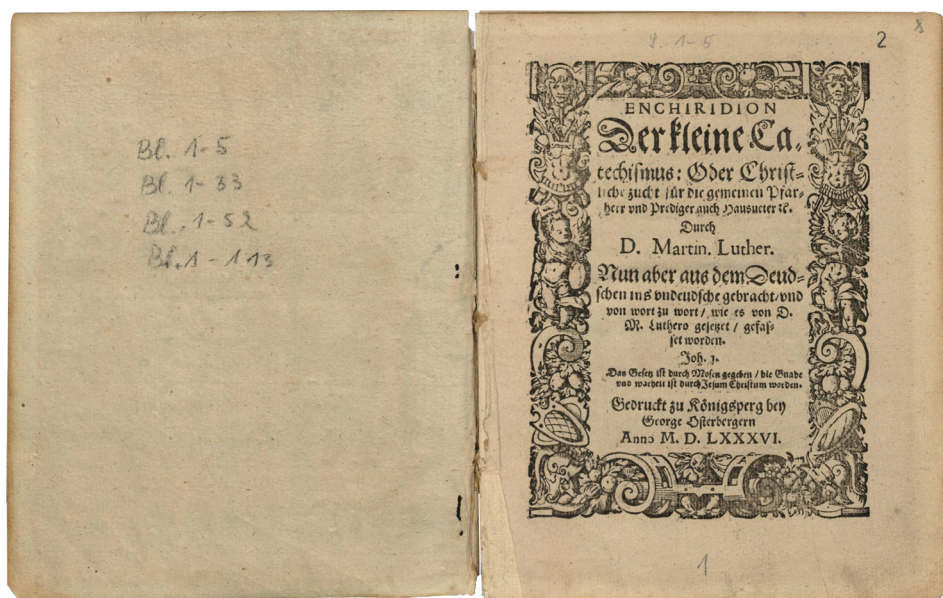 Bl. 1-5
Bl. 1-33
Bl. 1-52
Bl. 1-113
1-5
2
8
ENCHIRIDION
Der kleine Ca-
techismus: Oder Christ-
liche zucht für die gemeinen Pfar-
herr vnd Prediger auch Hausueter ꝛc.
Durch
D. Martin. Luther.
Nun aber aus dem Deud-
schen ins vndeudsche gebracht/vnd
von wort zu wort/ wie es von D.
M. Luthero gesetzet/ gefas-
set worden.
Joh. 1.
Das Gesetz ist durch Mosen gegeben/ die Gnade
vnd warheit ist durch Jesum Christum worden.
Gedruckt zu Königsperg bey
George Osterbergern
Anno M. D. LXXXVI.
1